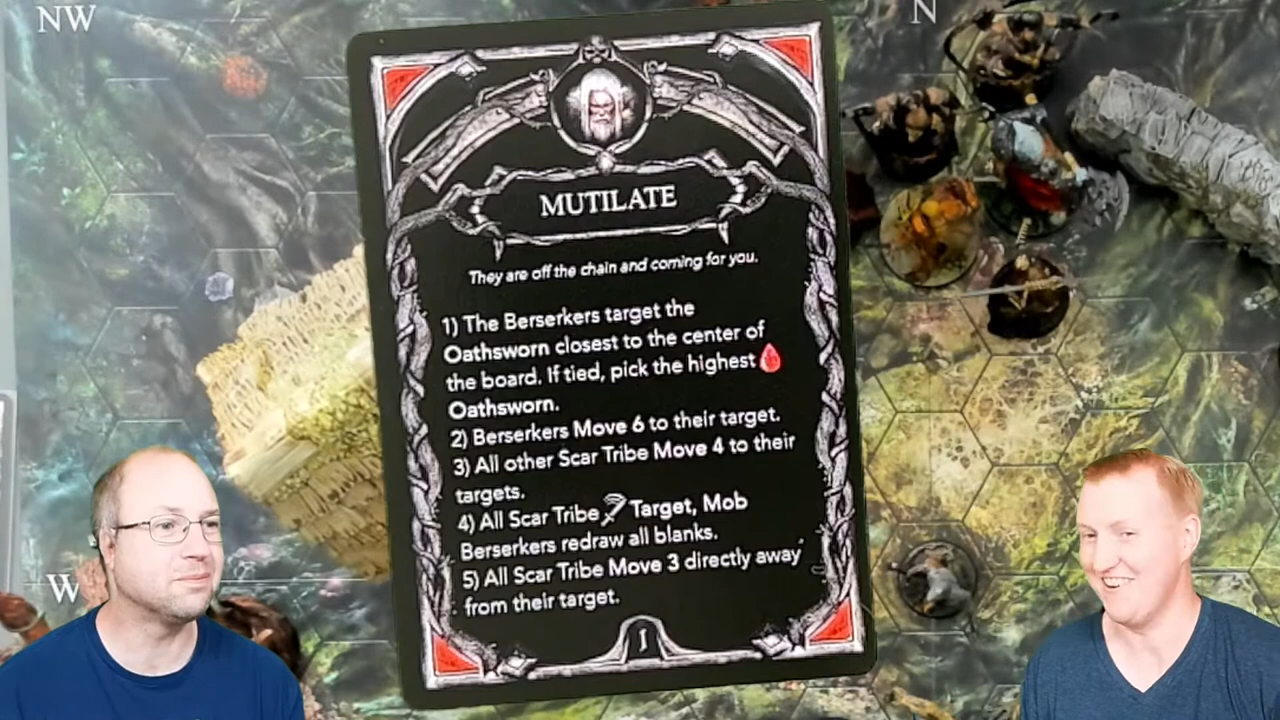 NW
N
MUTILATE
They are off the chain and coming for you.
1) The Berserkers target the
Oathsworn closest to the center of
the board. If tied, pick the highest
Oathsworn.
2) Berserkers Move 6 to their target.
3) All other Scar Tribe Move 4 to their
targets.
4) All Scar Tribe Target, Mob
Berserkers redraw all blanks.
5) All Scar Tribe Move 3 directly away
from their target.
W
I